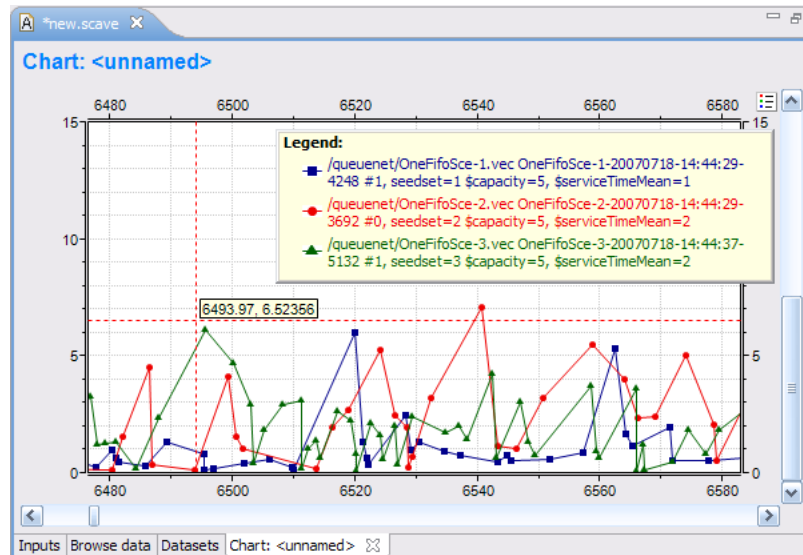 *new.scave
Chart: <unnamed>
6480 6500 6520 6540 6560 6580
15 15
Legend:
/queuenet/OneFifoSce-1.vec OneFifoSce-1-20070718-14:44:29-
4248 #1, seedset=1 $capacity=5, $serviceTimeMean=1
/queuenet/OneFifoSce-2.vec OneFifoSce-2-20070718-14:44:29-
3692 #0, seedset=2 $capacity=5, $serviceTimeMean=2
/queuenet/OneFifoSce-3.vec OneFifoSce-3-20070718-14:44:37-
5132 #1, seedset=3 $capacity=5, $serviceTimeMean=2
10 10
6493.97, 6.52356
5 5
0 0
6480 6500 6520 6540 6560 6580
Inputs Browse data Datasets Chart: <unnamed>